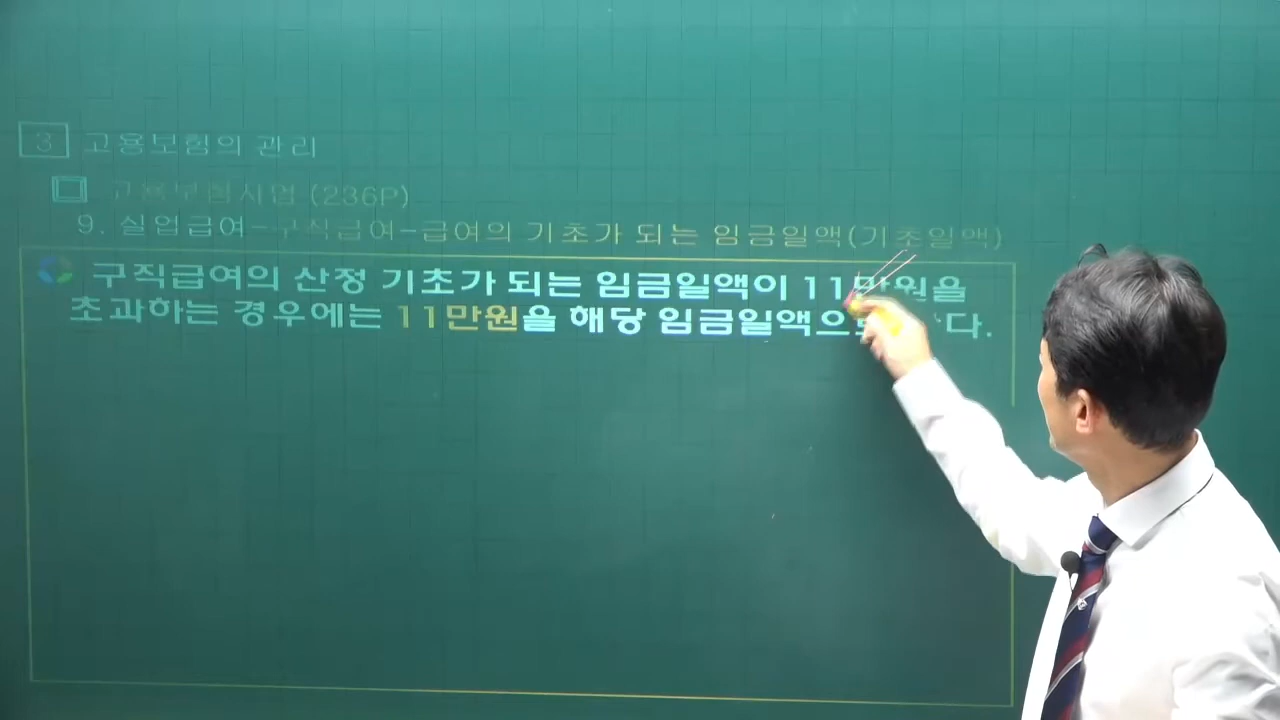 3 고용보험의 관리
고용보험사업 (236P)
9. 실업급여-구직급여-급여의 기초가 되는 임금일액(기초일액)
구직급여의 산정 기초가 되는 임금일액이 11만원을
초과하는 경우에는 11만원을 해당 임금일액으로 다.